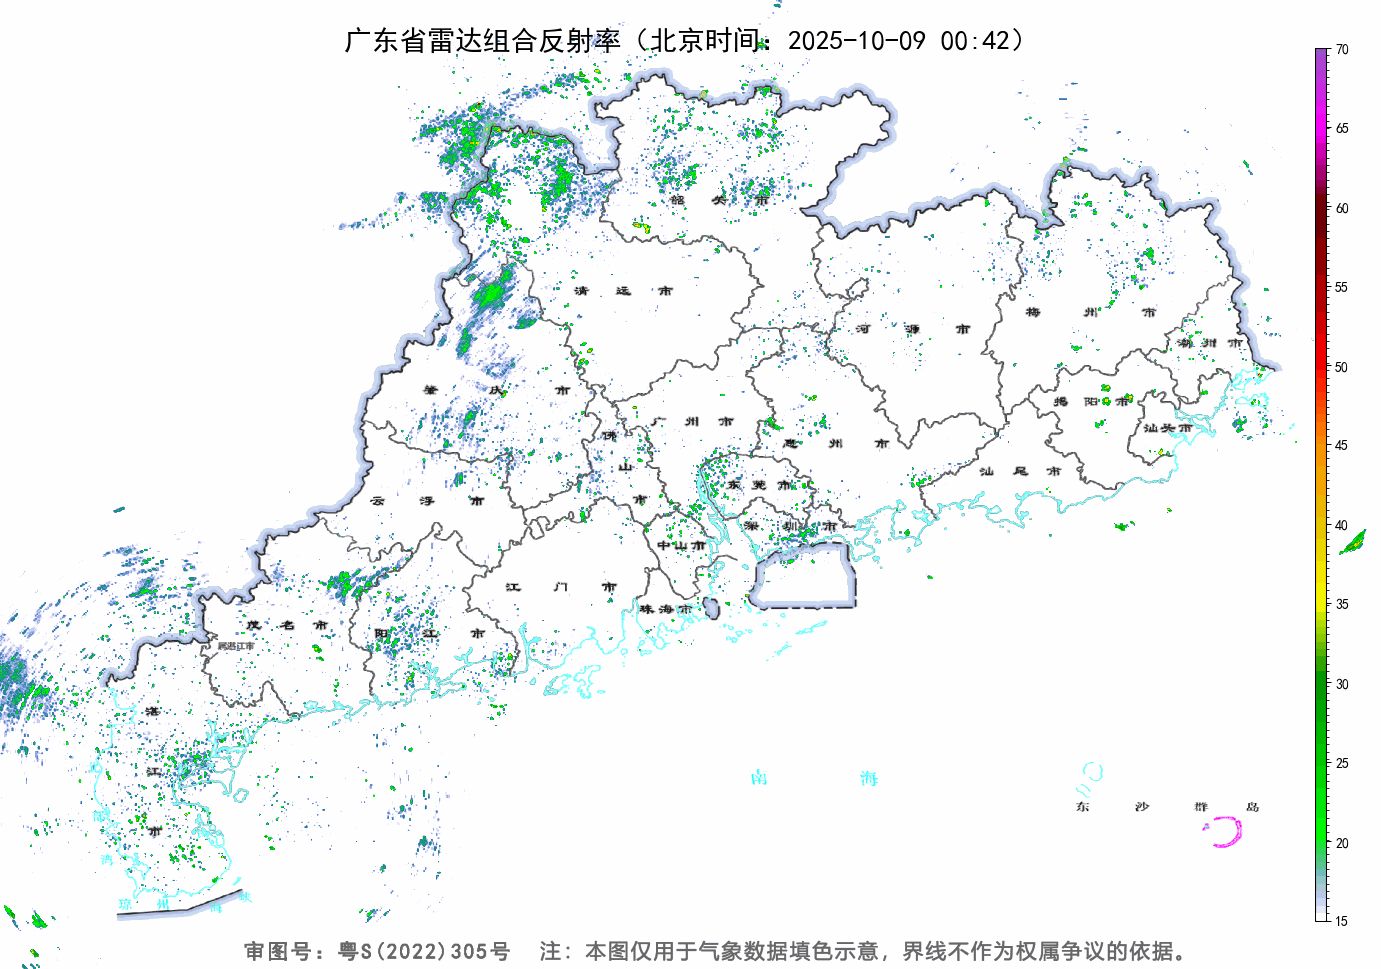 广东省雷达组合反射率（北京时间：2025-10-09 00:42）
70
65
60
55
50
45
40
35
30
25
20
15
韶 关 市
清 远 市
河 源 市
梅 州 市
潮 州 市
肇 庆 市
广 州 市
揭 阳 市
汕头市
佛 山 市
惠 州 市
东 莞 市
汕 尾 市
云 浮 市
深 圳 市
中山市
江 门 市
珠海市
茂 名 市
阳 江 市
属湛江市
湛 江 市
南 海
东 沙 群 岛
琼 州 海 峡
审图号：粤S(2022)305号 注：本图仅用于气象数据填色示意，界线不作为权属争议的依据。